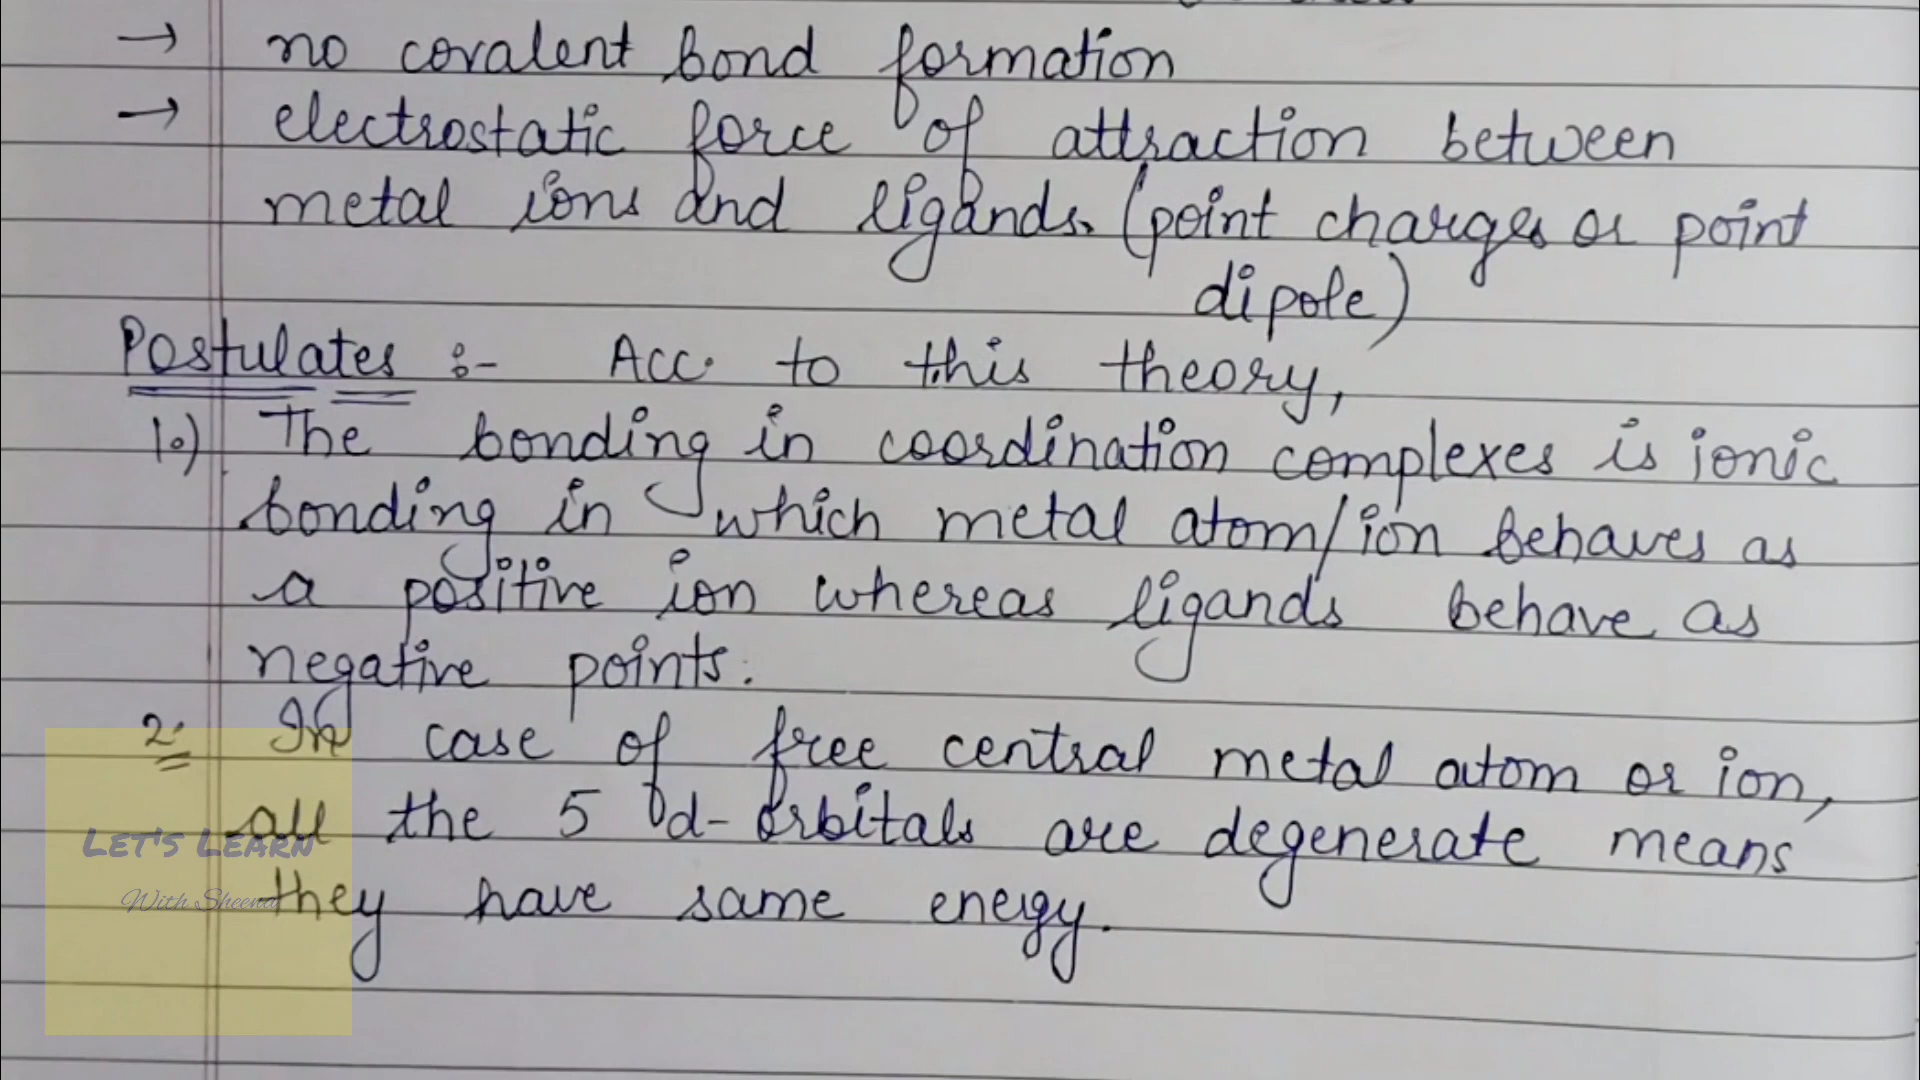 → no covalent bond formation
→ electrostatic force of attraction between
metal ions and ligands. (point charges or point
dipole)
Postulates :- Acc. to this theory,
1.) The bonding in coordination complexes is ionic
bonding in which metal atom/ion behaves as
a positive ion whereas ligands behave as
negative points.
2. In case of free central metal atom or ion,
all the 5 d-orbitals are degenerate means
they have same energy.
LET'S LEARN
With Sheena